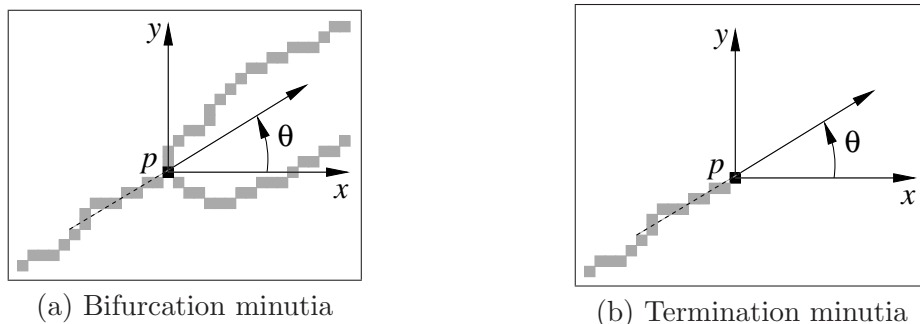 y
θ
p
x
(a) Bifurcation minutia
y
θ
p
x
(b) Termination minutia